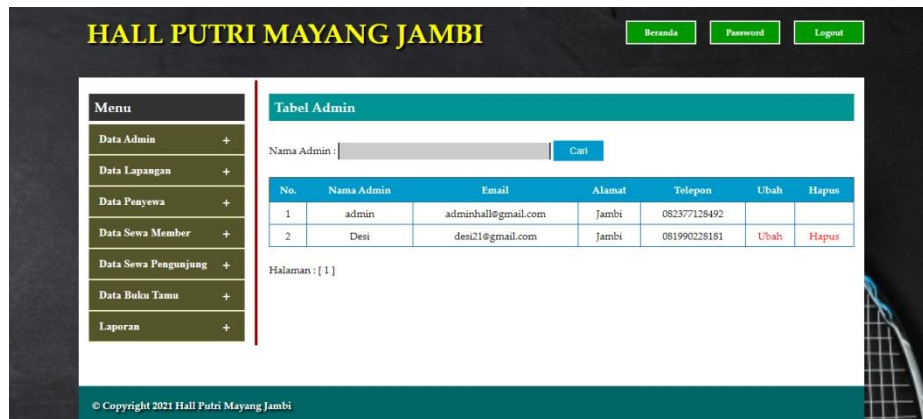 HALL PUTRI MAYANG JAMBI
Beranda Password Logout
Menu
Data Admin +
Data Lapangan +
Data Penyewa +
Data Sewa Member +
Data Sewa Pengunjung +
Data Buku Tamu +
Laporan +
Tabel Admin
Nama Admin : Cari
No. Nama Admin Email Alamat Telepon Ubah Hapus
1 admin adminhall@gmail.com Jambi 082377128492
2 Desi desi21@gmail.com Jambi 081990228181 Ubah Hapus
Halaman : [ 1 ]
© Copyright 2021 Hall Putri Mayang Jambi